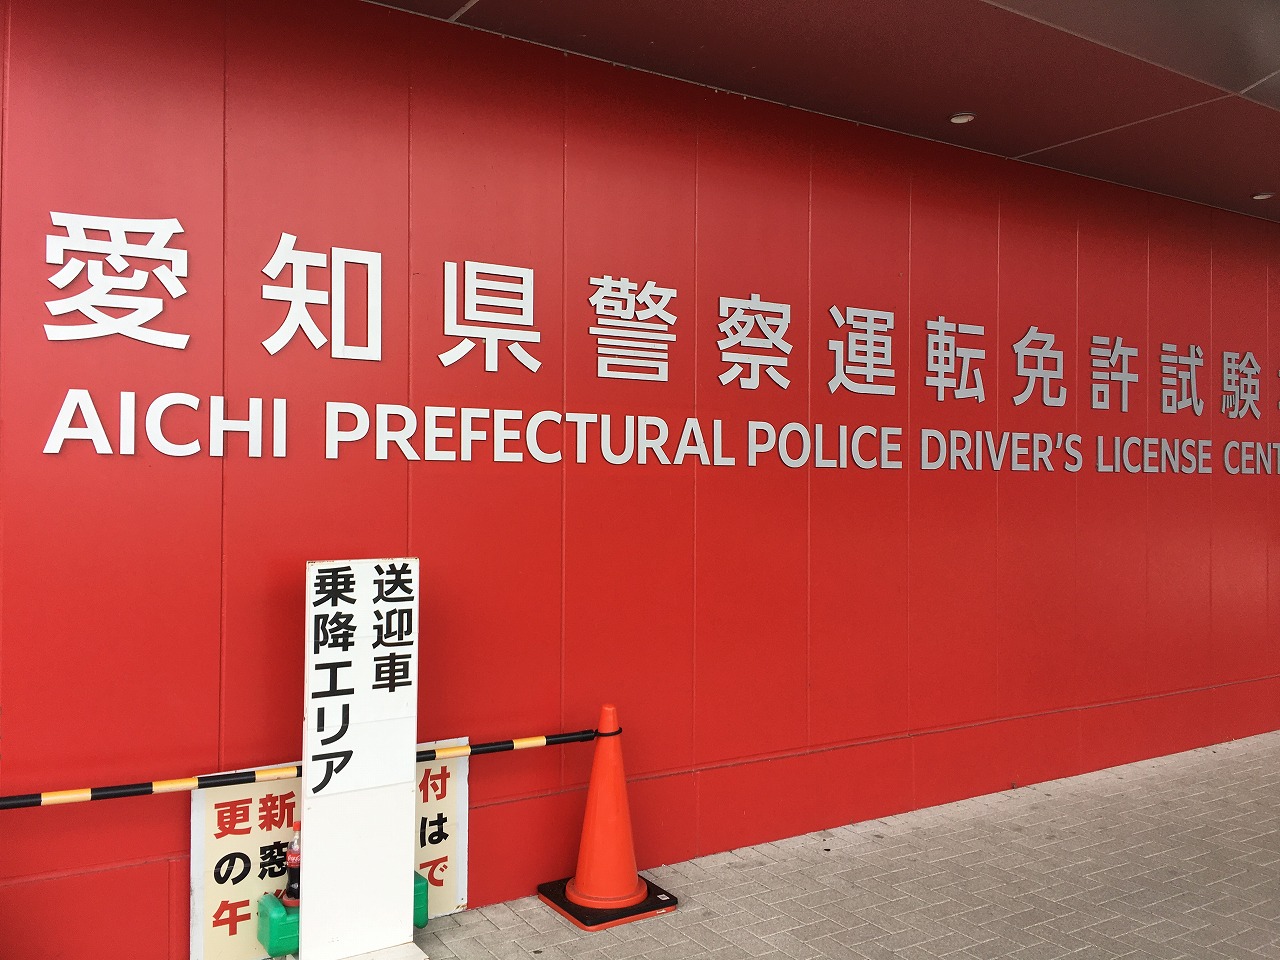 愛知県警察運転免許試験
AICHI PREFECTURAL POLICE DRIVER'S LICENSE CENT
送迎車
乗降エリア
付
はで
新
窓
更
の
午